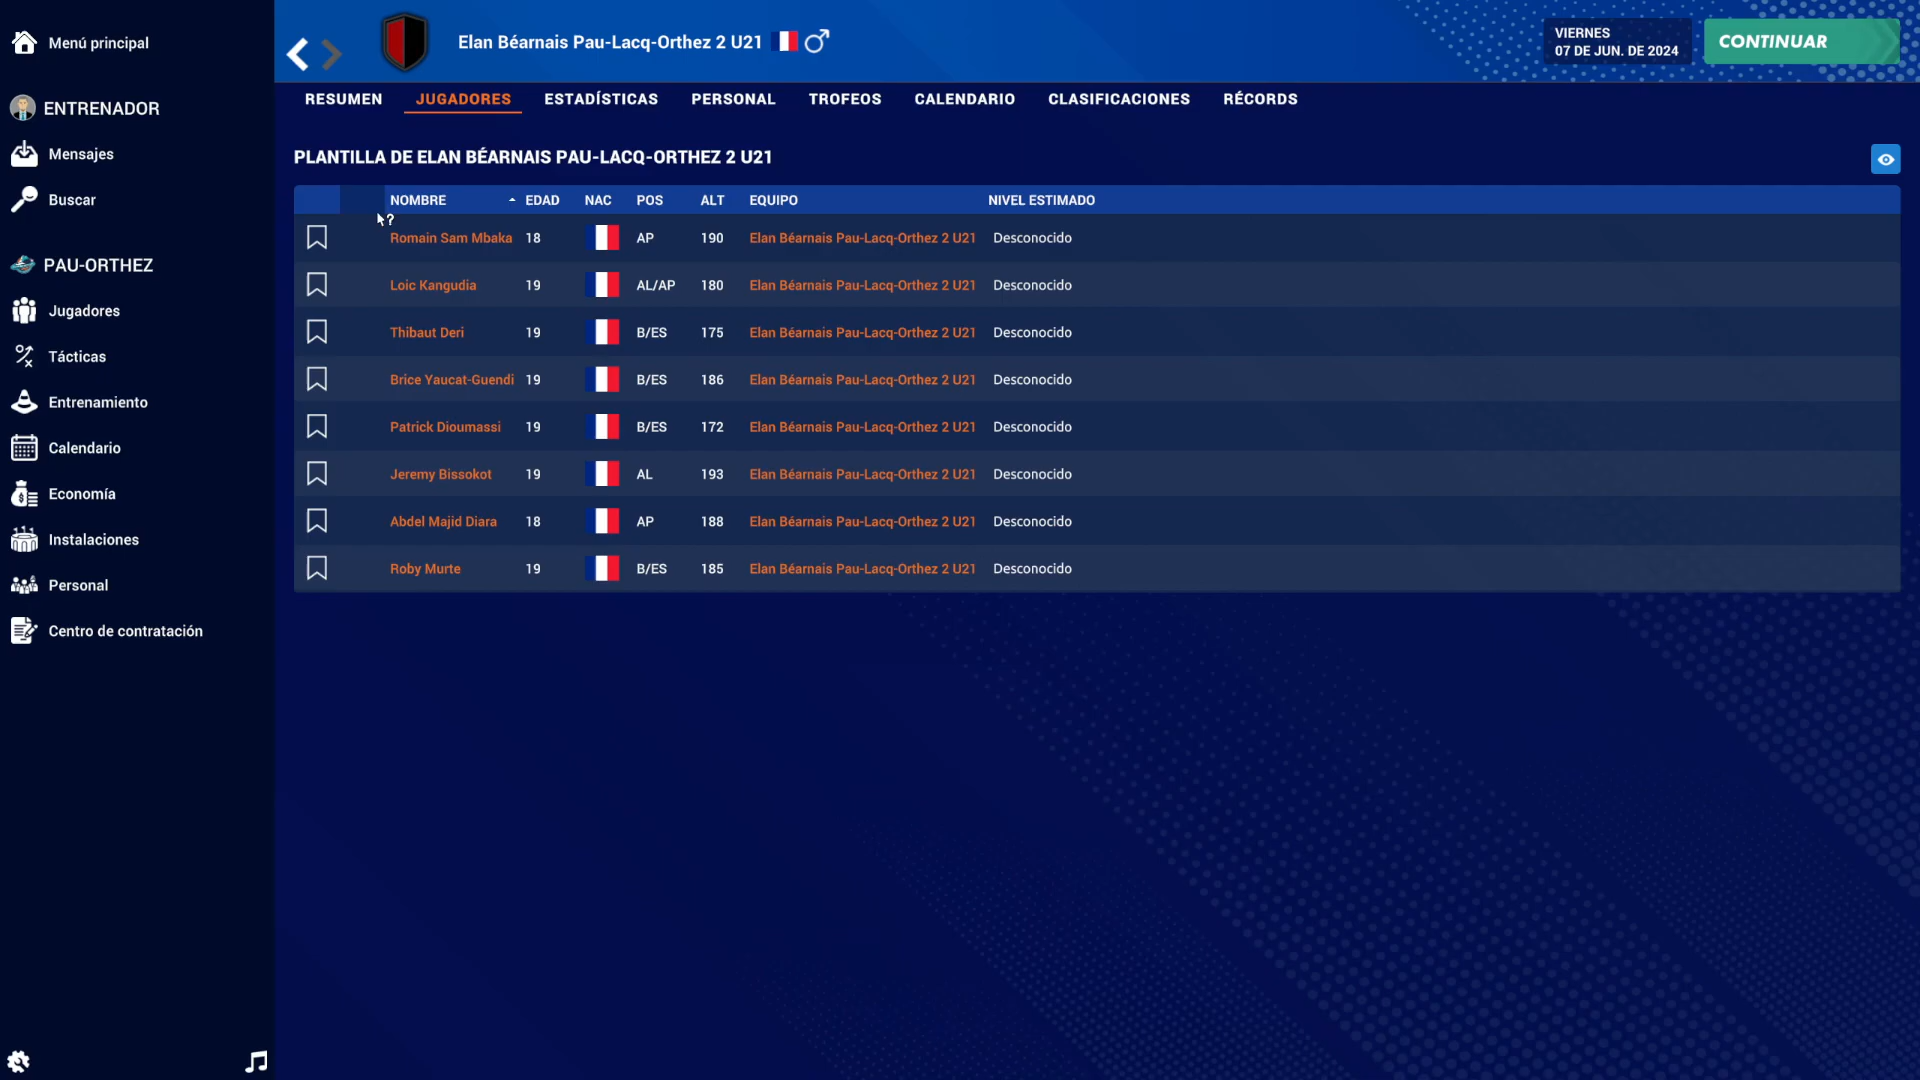 Menú principal
ENTRENADOR
Mensajes
Buscar
PAU-ORTHEZ
Jugadores
Tácticas
Entrenamiento
Calendario
Economía
Instalaciones
Personal
Centro de contratación
Elan Béarnais Pau-Lacq-Orthez 2 U21
VIERNES
07 DE JUN. DE 2024
CONTINUAR
RESUMEN JUGADORES ESTADÍSTICAS PERSONAL TROFEOS CALENDARIO CLASIFICACIONES RÉCORDS
PLANTILLA DE ELAN BÉARNAIS PAU-LACQ-ORTHEZ 2 U21
NOMBRE EDAD NAC POS ALT EQUIPO NIVEL ESTIMADO
Romain Sam Mbaka 18 AP 190 Elan Béarnais Pau-Lacq-Orthez 2 U21 Desconocido
Loic Kangudia 19 AL/AP 180 Elan Béarnais Pau-Lacq-Orthez 2 U21 Desconocido
Thibaut Deri 19 B/ES 175 Elan Béarnais Pau-Lacq-Orthez 2 U21 Desconocido
Brice Yaucat-Guendi 19 B/ES 186 Elan Béarnais Pau-Lacq-Orthez 2 U21 Desconocido
Patrick Dioumassi 19 B/ES 172 Elan Béarnais Pau-Lacq-Orthez 2 U21 Desconocido
Jeremy Bissokot 19 AL 193 Elan Béarnais Pau-Lacq-Orthez 2 U21 Desconocido
Abdel Majid Diara 18 AP 188 Elan Béarnais Pau-Lacq-Orthez 2 U21 Desconocido
Roby Murte 19 B/ES 185 Elan Béarnais Pau-Lacq-Orthez 2 U21 Desconocido